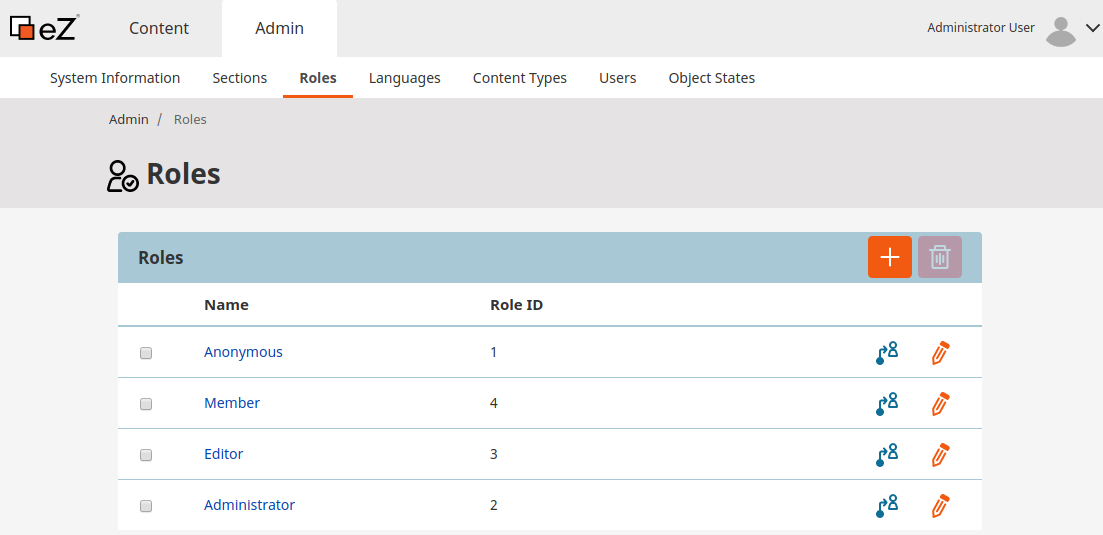 eZ
Content
Admin
Administrator User
System Information
Sections
Roles
Languages
Content Types
Users
Object States
Admin / Roles
Roles
Roles
Name Role ID
Anonymous 1
Member 4
Editor 3
Administrator 2